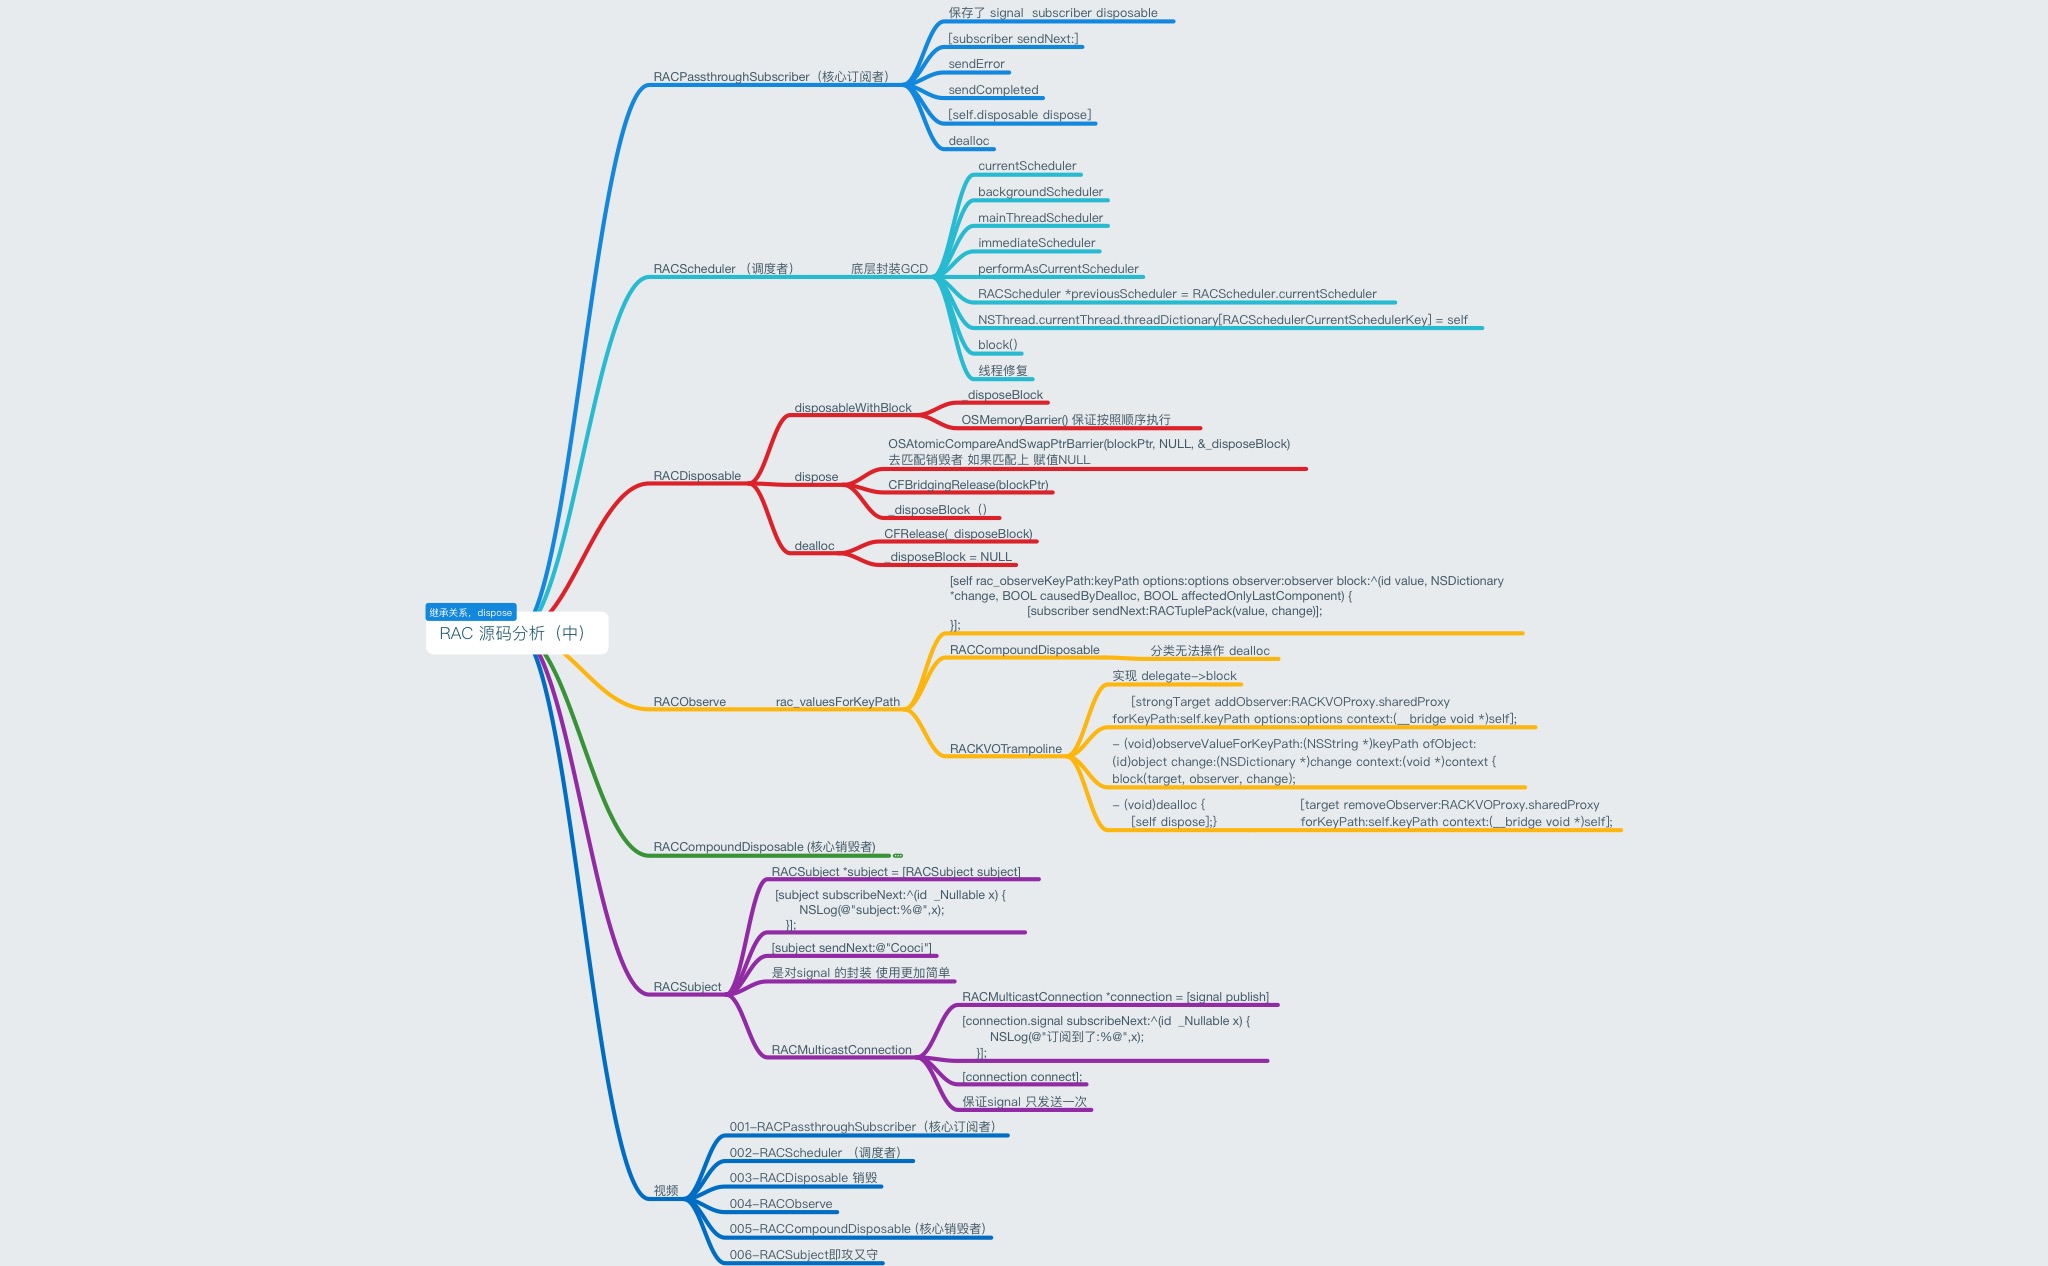 保存了 signal  subscriber disposable
[subscriber sendNext:]
sendError
RACPassthroughSubscriber（核心订阅者）
sendCompleted
[self.disposable dispose]
dealloc
currentScheduler
backgroundScheduler
mainThreadScheduler
immediateScheduler
RACScheduler （调度者）
底层封装GCD
performAsCurrentScheduler
RACScheduler *previousScheduler = RACScheduler.currentScheduler
NSThread.currentThread.threadDictionary[RACSchedulerCurrentSchedulerKey] = self
block()
线程修复
disposableWithBlock
_disposeBlock
OSMemoryBarrier() 保证按照顺序执行
RACDisposable
dispose
OSAtomicCompareAndSwapPtrBarrier(blockPtr, NULL, &_disposeBlock)
去匹配销毁者 如果匹配上 赋值NULL
CFBridgingRelease(blockPtr)
_disposeBlock（）
dealloc
CFRelease(_disposeBlock)
_disposeBlock = NULL
继承关系，dispose
RAC 源码分析（中）
RACObserve
rac_valuesForKeyPath
[self rac_observeKeyPath:keyPath options:options observer:observer block:^(id value, NSDictionary
*change, BOOL causedByDealloc, BOOL affectedOnlyLastComponent) {
[subscriber sendNext:RACTuplePack(value, change)];
}];
RACCompoundDisposable
分类无法操作 dealloc
RACKVOTrampoline
实现 delegate->block
[strongTarget addObserver:RACKVOProxy.sharedProxy
forKeyPath:self.keyPath options:options context:(__bridge void *)self];
- (void)observeValueForKeyPath:(NSString *)keyPath ofObject:
(id)object change:(NSDictionary *)change context:(void *)context {
block(target, observer, change);
- (void)dealloc {
[self dispose];}
[target removeObserver:RACKVOProxy.sharedProxy
forKeyPath:self.keyPath context:(__bridge void *)self];
RACCompoundDisposable (核心销毁者)
RACSubject
RACSubject *subject = [RACSubject subject]
[subject subscribeNext:^(id  _Nullable x) {
NSLog(@"subject:%@",x);
}];
[subject sendNext:@"Cooci"]
是对signal 的封装 使用更加简单
RACMulticastConnection
RACMulticastConnection *connection = [signal publish]
[connection.signal subscribeNext:^(id  _Nullable x) {
NSLog(@"订阅到了:%@",x);
}];
[connection connect];
保证signal 只发送一次
视频
001-RACPassthroughSubscriber（核心订阅者）
002-RACScheduler （调度者）
003-RACDisposable 销毁
004-RACObserve
005-RACCompoundDisposable (核心销毁者)
006-RACSubject即攻又守